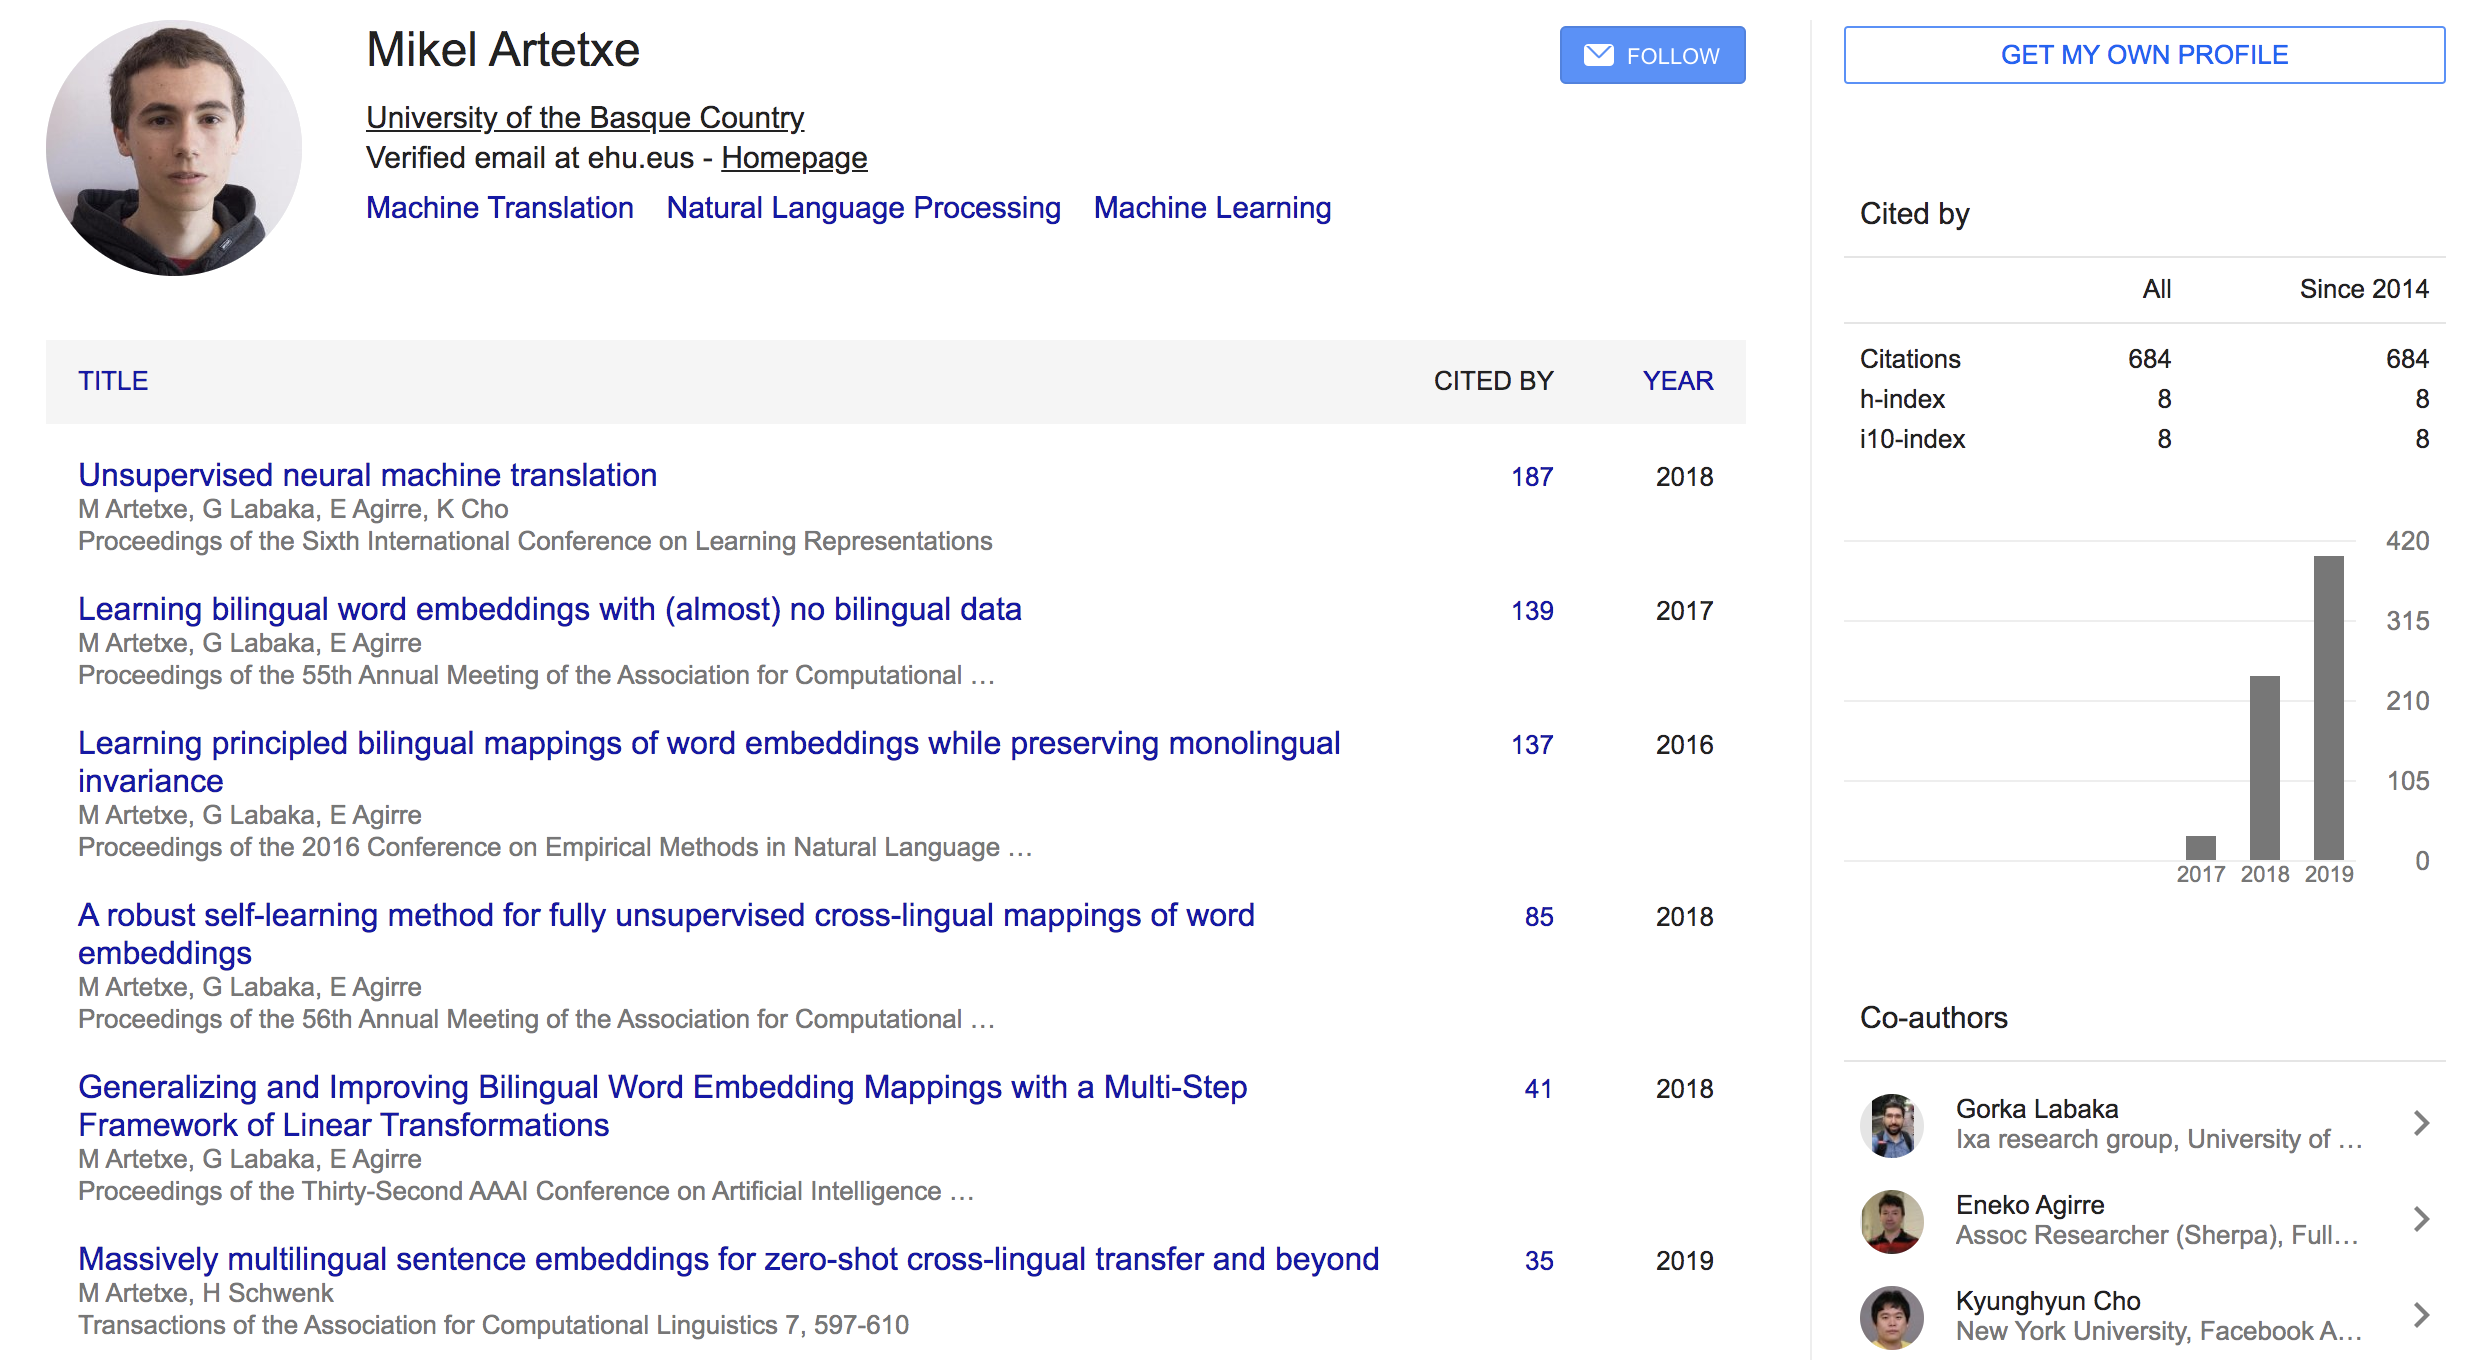 Mikel Artetxe
FOLLOW
University of the Basque Country
Verified email at ehu.eus - Homepage
Machine Translation Natural Language Processing Machine Learning
TITLE CITED BY YEAR
Unsupervised neural machine translation 187 2018
M Artetxe, G Labaka, E Agirre, K Cho
Proceedings of the Sixth International Conference on Learning Representations
Learning bilingual word embeddings with (almost) no bilingual data 139 2017
M Artetxe, G Labaka, E Agirre
Proceedings of the 55th Annual Meeting of the Association for Computational …
Learning principled bilingual mappings of word embeddings while preserving monolingual 137 2016
invariance
M Artetxe, G Labaka, E Agirre
Proceedings of the 2016 Conference on Empirical Methods in Natural Language …
A robust self-learning method for fully unsupervised cross-lingual mappings of word 85 2018
embeddings
M Artetxe, G Labaka, E Agirre
Proceedings of the 56th Annual Meeting of the Association for Computational …
Generalizing and Improving Bilingual Word Embedding Mappings with a Multi-Step 41 2018
Framework of Linear Transformations
M Artetxe, G Labaka, E Agirre
Proceedings of the Thirty-Second AAAI Conference on Artificial Intelligence …
Massively multilingual sentence embeddings for zero-shot cross-lingual transfer and beyond 35 2019
M Artetxe, H Schwenk
Transactions of the Association for Computational Linguistics 7, 597-610
GET MY OWN PROFILE
Cited by
All Since 2014
Citations 684 684
h-index 8 8
i10-index 8 8
420
315
210
105
0
2017 2018 2019
Co-authors
Gorka Labaka
Ixa research group, University of …
Eneko Agirre
Assoc Researcher (Sherpa), Full…
Kyunghyun Cho
New York University, Facebook A…